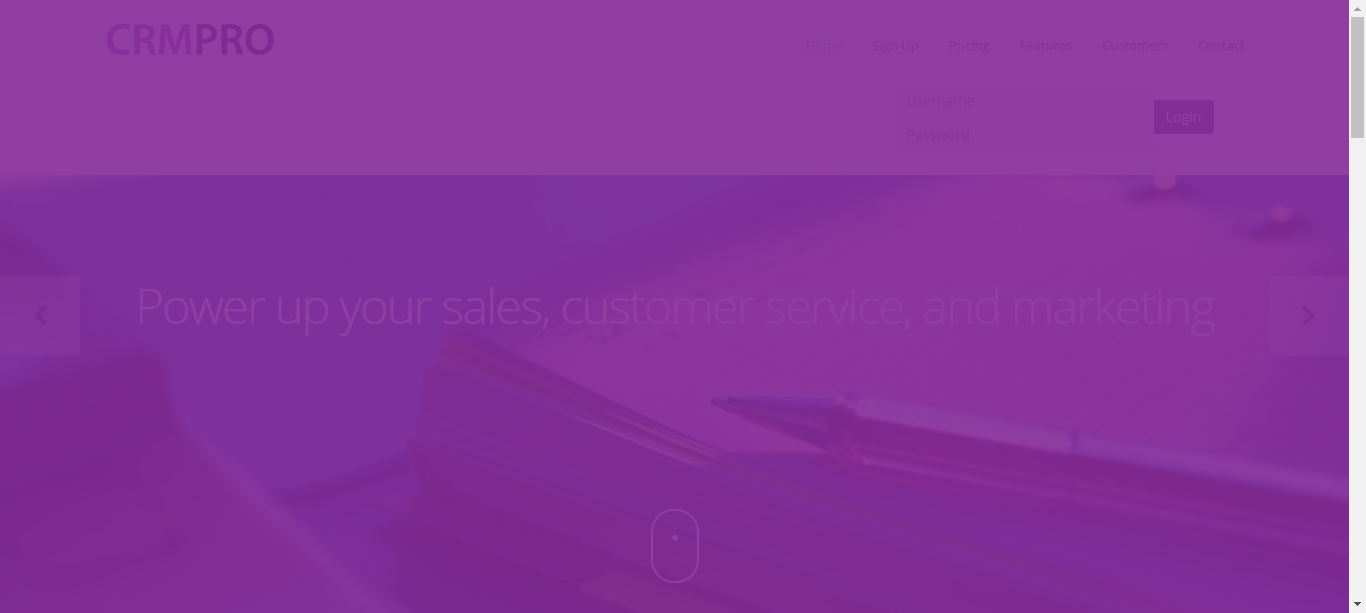 CRMPRO
Home Sign Up Pricing Features Customers Contact
Username
Login
Password
Power up your sales, customer service, and marketing